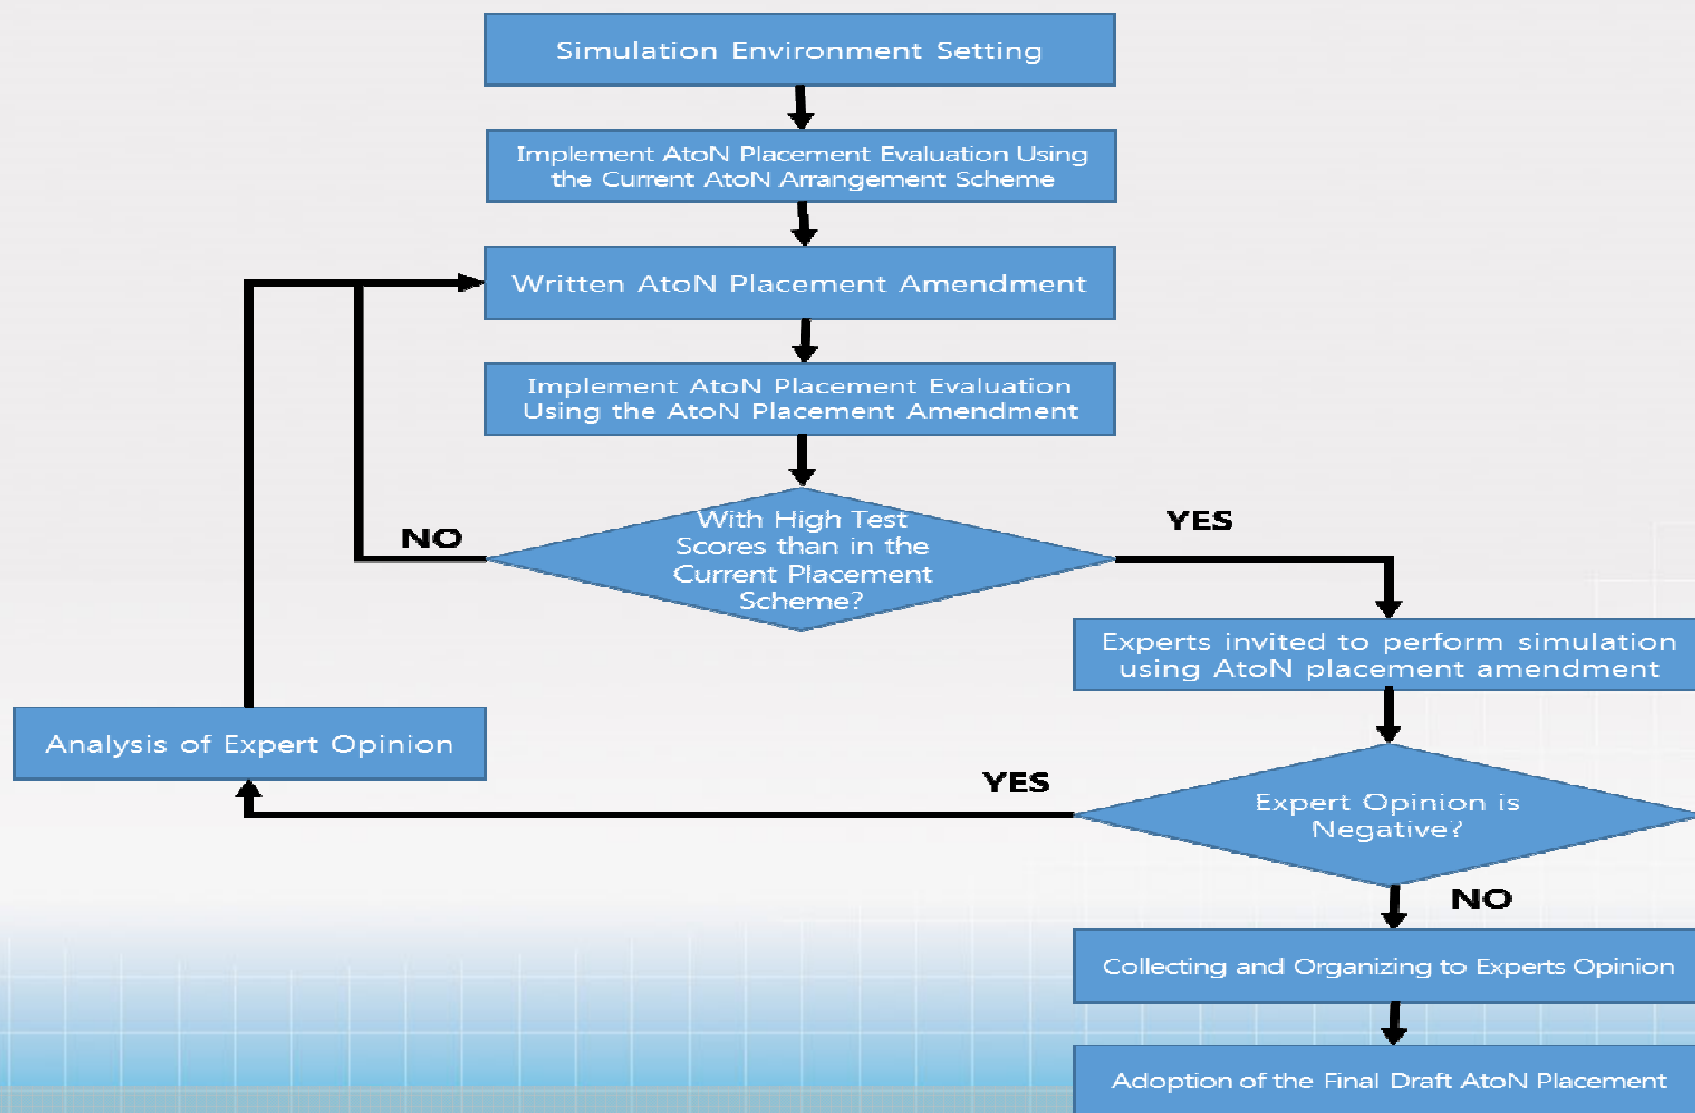 Simulation Environment Setting
Implement AtoN Placement Evaluation Using
the Current AtoN Arrangement Scheme
Written AtoN Placement Amendment
Implement AtoN Placement Evaluation
Using the AtoN Placement Amendment
With High Test
Scores than in the
Current Placement
Scheme?
NO
YES
Experts invited to perform simulation
using AtoN placement amendment
Analysis of Expert Opinion
YES
Expert Opinion is
Negative?
NO
Collecting and Organizing to Experts Opinion
Adoption of the Final Draft AtoN Placement